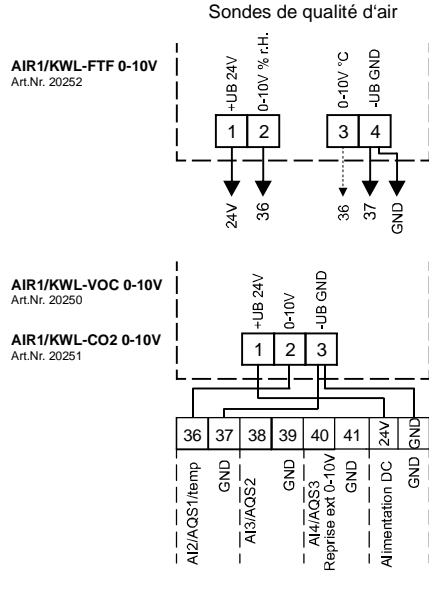 Sondes de qualité d'air
AIR1/KWL-FTF 0-10V
Art.Nr. 20252
+UB 24V
0-10V % r.H.
0-10V °C
-UB GND
1 2 3 4
24V
36
36
37
GND
AIR1/KWL-VOC 0-10V
Art.Nr. 20250
AIR1/KWL-CO2 0-10V
Art.Nr. 20251
+UB 24V
0-10V
-UB GND
1 2 3
36 37 38 39 40 41 24V GND
AI2/AQS1/temp
GND
AI3/AQS2
GND
AI4/AQS3
Reprise ext 0-10V
GND
Alimentation DC
GND